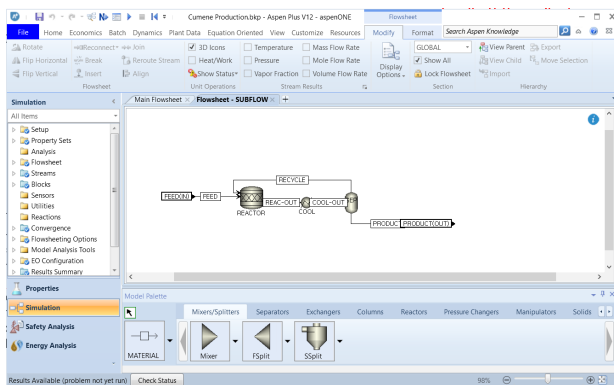 Cumene Production.bkp - Aspen Plus V12 - aspenONE
Flowsheet
File Home Economics Batch Dynamics Plant Data Equation Oriented View Customize Resources Modify Format Search Aspen Knowledge
Rotate Reconnect Join 3D Icons Temperature Mass Flow Rate GLOBAL View Parent Export
Flip Horizontal Break Reroute Stream Heat/Work Pressure Mole Flow Rate Display Options Show All View Child Move Selection
Flip Vertical Insert Align Show Status Vapor Fraction Volume Flow Rate Lock Flowsheet Import
Flowsheet Unit Operations Stream Results Section Hierarchy
Simulation
Main Flowsheet Flowsheet - SUBFLOW +
All Items
Setup
Property Sets
Analysis
Flowsheet
Streams
Blocks
Sensors
Utilities
Reactions
Convergence
Flowsheeting Options
Model Analysis Tools
EO Configuration
Results Summary
RECYCLE
FEED(IN) FEED
REACTOR
REAC-OUT
COOL
COOL-OUT
SEP
PRODUC PRODUCT(OUT)
Properties
Simulation
Safety Analysis
Energy Analysis
Model Palette
Mixers/Splitters Separators Exchangers Columns Reactors Pressure Changers Manipulators Solids
MATERIAL Mixer FSplit SSplit
Results Available (problem not yet run) Check Status 98%